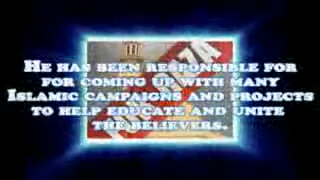 He has been responsible for
for coming up with many
Islamic campaigns and projects
to help educate and unite
the believers.